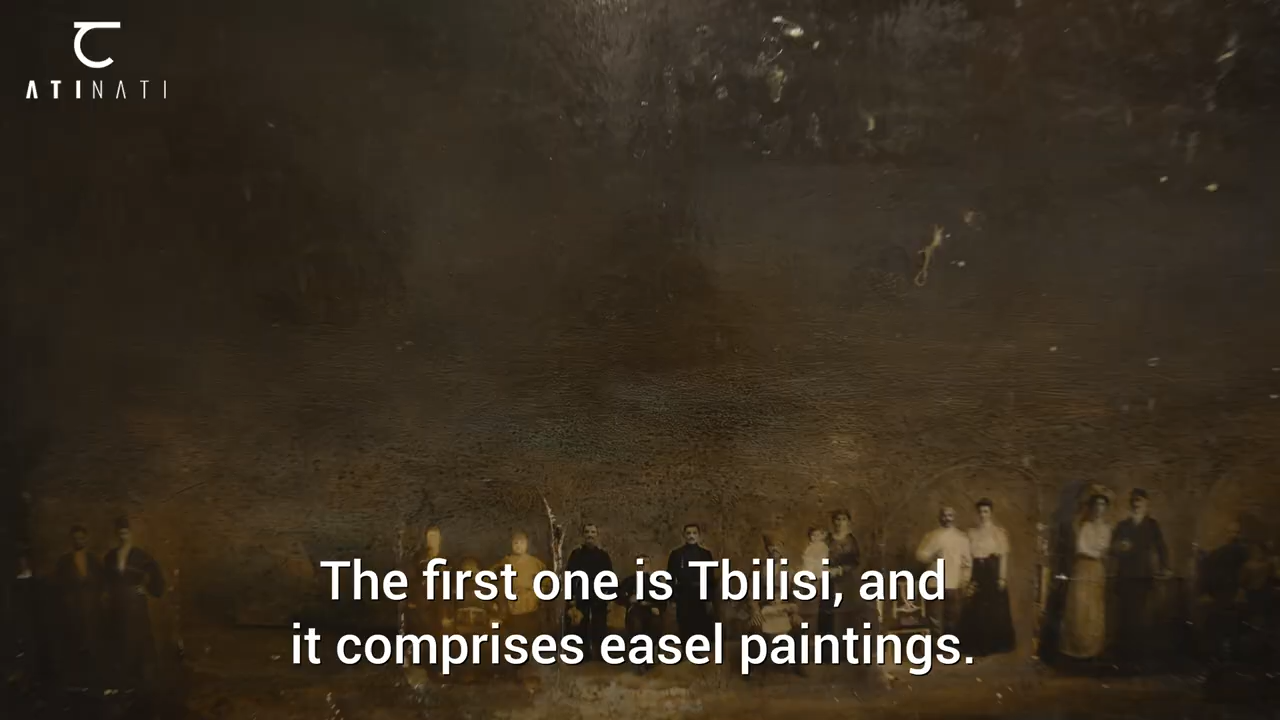 ATINATI
The first one is Tbilisi, and
it comprises easel paintings.